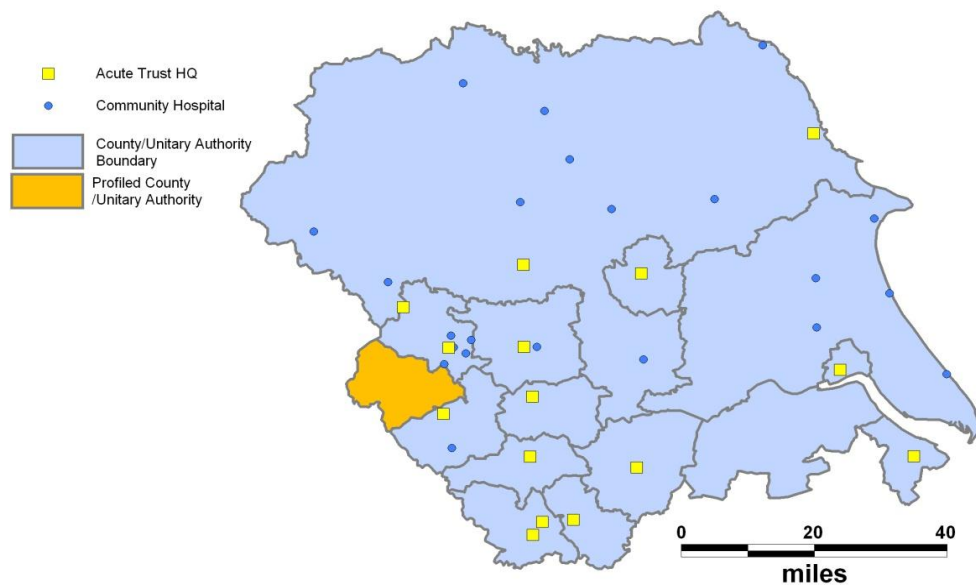 Acute Trust HQ
Community Hospital
County/Unitary Authority
Boundary
Profiled County
/Unitary Authority
0 20 40
miles